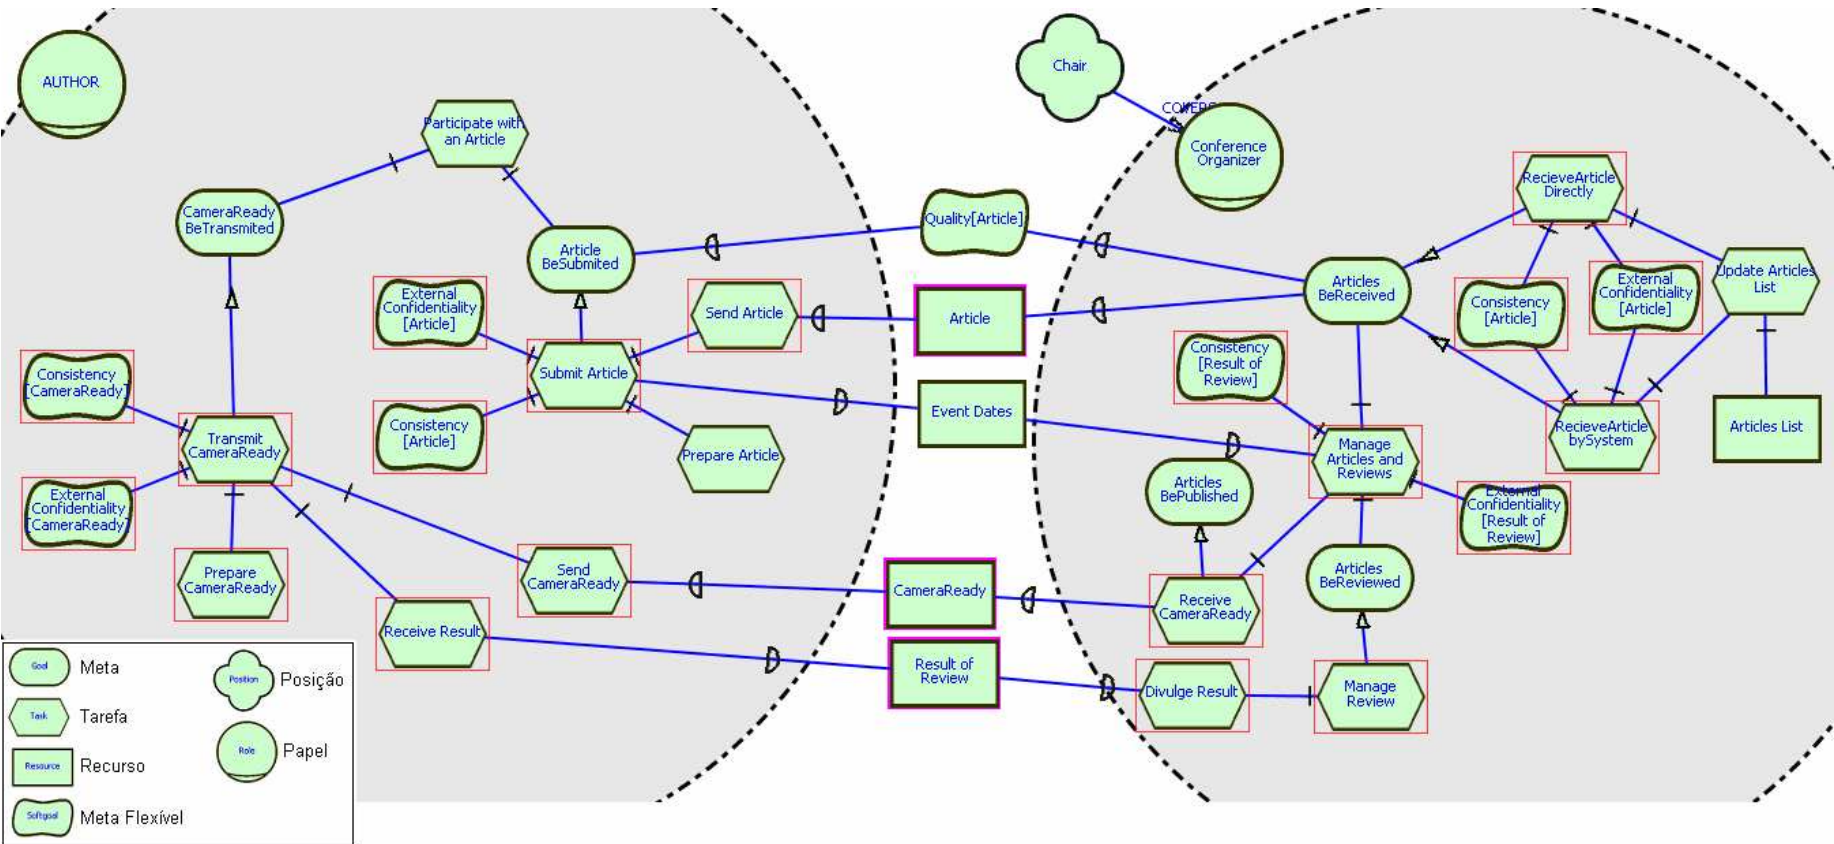 AUTHOR
Participate with
an Article
CameraReady
BeTransmited
Article
BeSubmited
External
Confidentiality
[Article]
Send Article
Submit Article
Consistency
[Article]
Prepare Article
Consistency
[CameraReady]
Transmit
CameraReady
External
Confidentiality
[CameraReady]
Prepare
CameraReady
Send
CameraReady
Receive Result
Quality[Article]
Article
Event Dates
CameraReady
Result of
Review
Chair
COVERS
Conference
Organizer
RecieveArticle
Directly
Articles
BeReceived
Consistency
[Article]
External
Confidentiality
[Article]
Update Articles
List
Consistency
[Result of
Review]
RecieveArticle
bySystem
Articles List
Manage
Articles and
Reviews
Articles
BePublished
External
Confidentiality
[Result of
Review]
Articles
BeReviewed
Receive
CameraReady
Divulge Result
Manage
Review
Goal
Meta
Position
Posição
Task
Tarefa
Role
Papel
Resource
Recurso
Softgoal
Meta Flexível